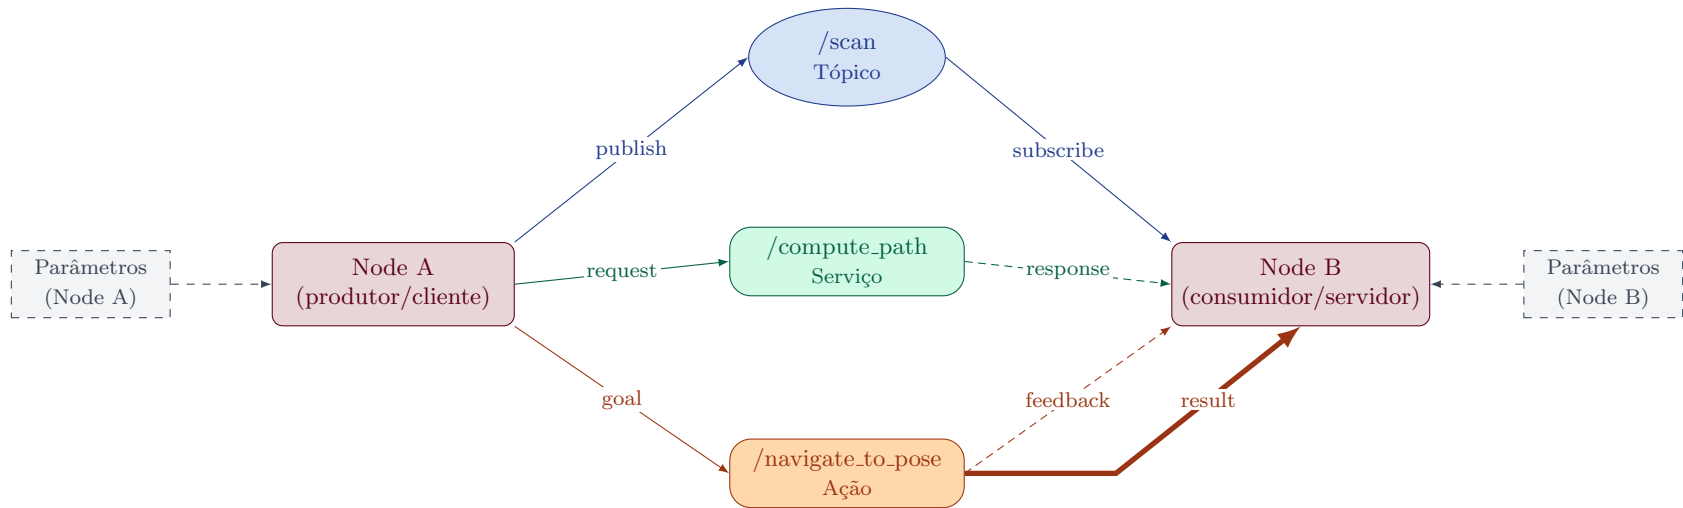 /scan
Tópico
publish
subscribe
Parâmetros
(Node A)
Node A
(produtor/cliente)
request
/compute_path
Serviço
response
Node B
(consumidor/servidor)
Parâmetros
(Node B)
goal
feedback
result
/navigate_to_pose
Ação